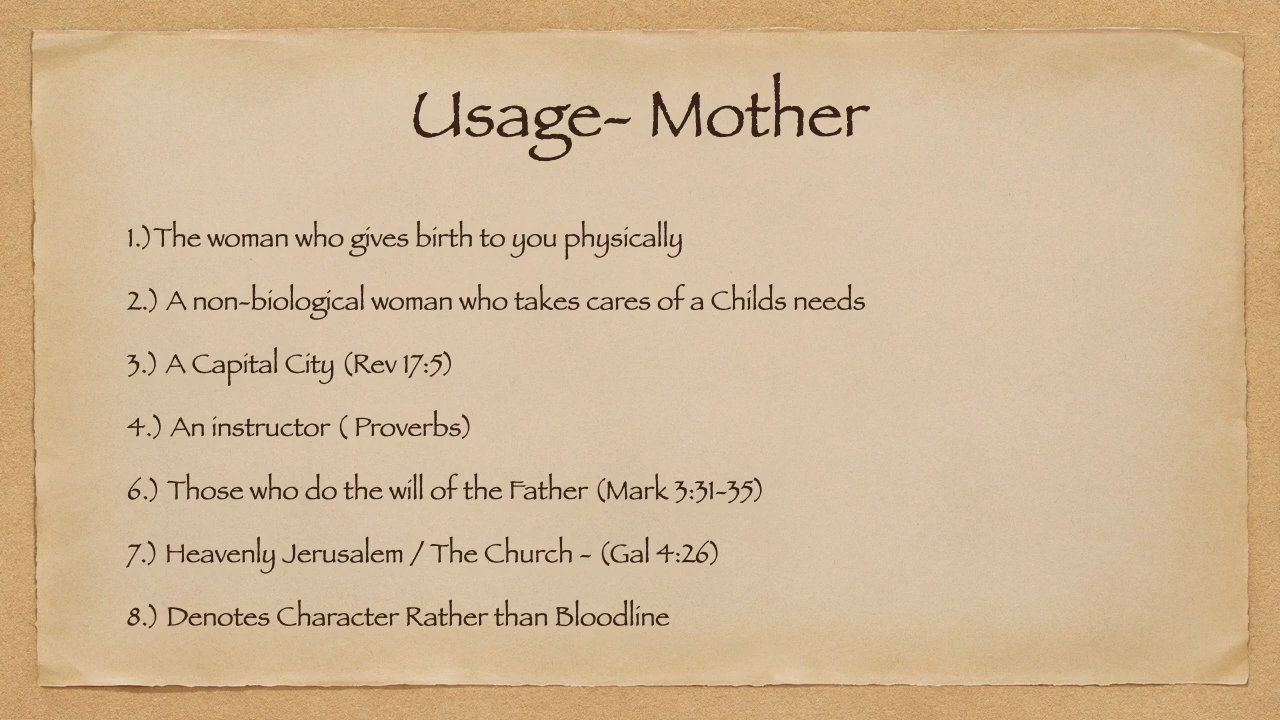 Usage- Mother
1.) The woman who gives birth to you physically
2.) A non-biological woman who takes cares of a Childs needs
3.) A Capital City (Rev 17:5)
4.) An instructor ( Proverbs)
6.) Those who do the will of the Father (Mark 3:31-35)
7.) Heavenly Jerusalem / The Church - (Gal 4:26)
8.) Denotes Character Rather than Bloodline